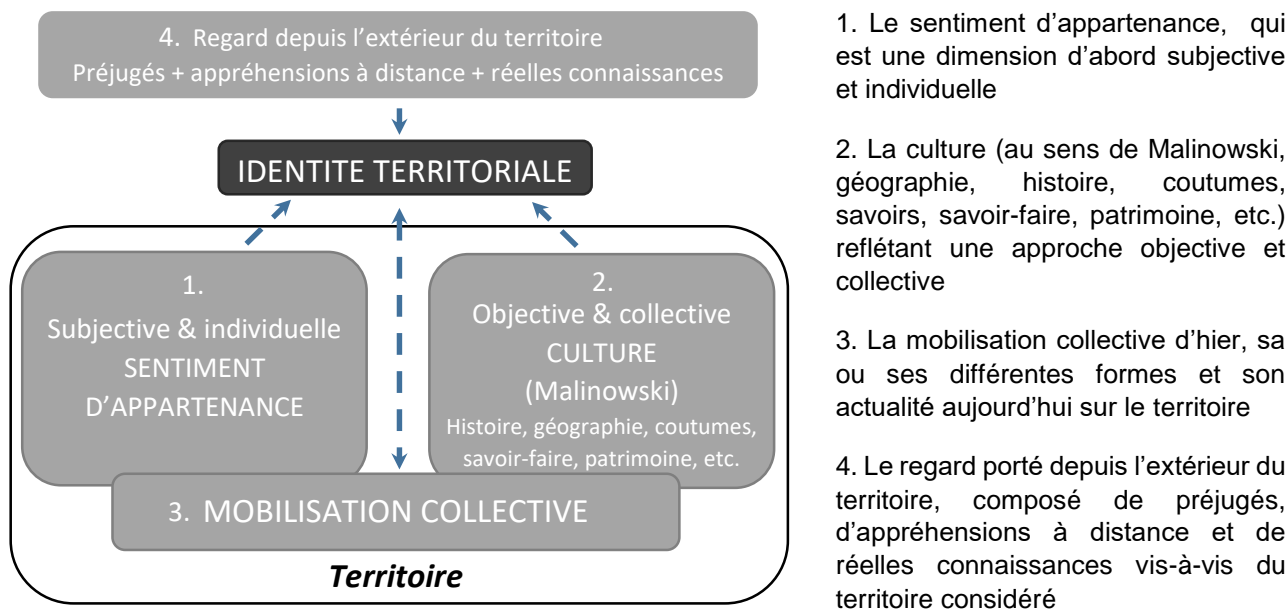 4. Regard depuis l’extérieur du territoire
Préjugés + appréhensions à distance + réelles connaissances
IDENTITE TERRITORIALE
1.
Subjective & individuelle
SENTIMENT
D’APPARTENANCE
2.
Objective & collective
CULTURE
(Malinowski)
Histoire, géographie, coutumes,
savoir-faire, patrimoine, etc.
3. MOBILISATION COLLECTIVE
Territoire
1. Le sentiment d’appartenance, qui
est une dimension d’abord subjective
et individuelle
2. La culture (au sens de Malinowski,
géographie, histoire, coutumes,
savoirs, savoir-faire, patrimoine, etc.)
reflétant une approche objective et
collective
3. La mobilisation collective d’hier, sa
ou ses différentes formes et son
actualité aujourd’hui sur le territoire
4. Le regard porté depuis l’extérieur du
territoire, composé de préjugés,
d’appréhensions à distance et de
réelles connaissances vis-à-vis du
territoire considéré